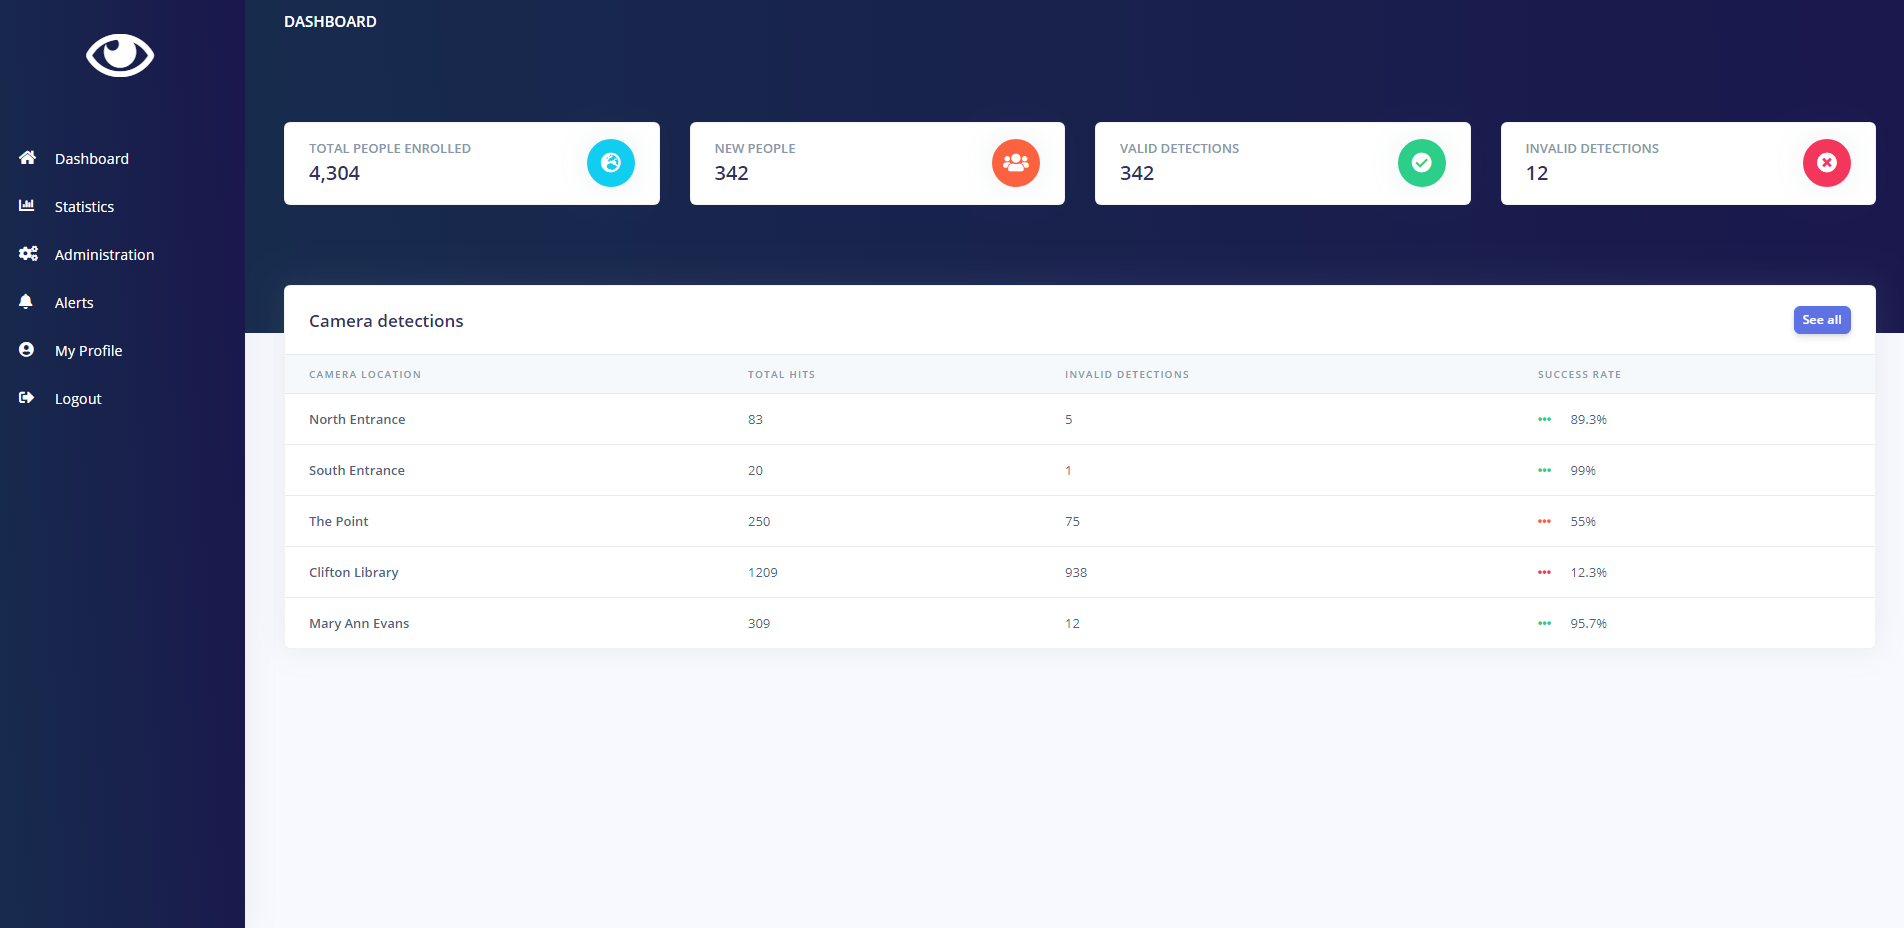 DASHBOARD
Dashboard
Statistics
Administration
Alerts
My Profile
Logout
TOTAL PEOPLE ENROLLED
4,304
NEW PEOPLE
342
VALID DETECTIONS
342
INVALID DETECTIONS
12
Camera detections
See all
CAMERA LOCATION TOTAL HITS INVALID DETECTIONS SUCCESS RATE
North Entrance 83 5 89.3%
South Entrance 20 1 99%
The Point 250 75 55%
Clifton Library 1209 938 12.3%
Mary Ann Evans 309 12 95.7%